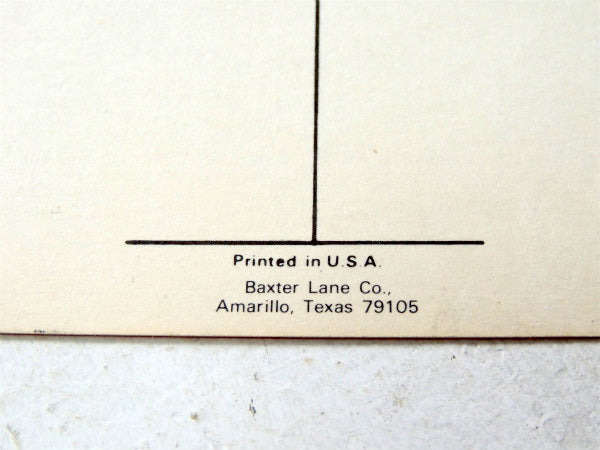 Printed in U.S.A.
Baxter Lane Co.,
Amarillo, Texas 79105